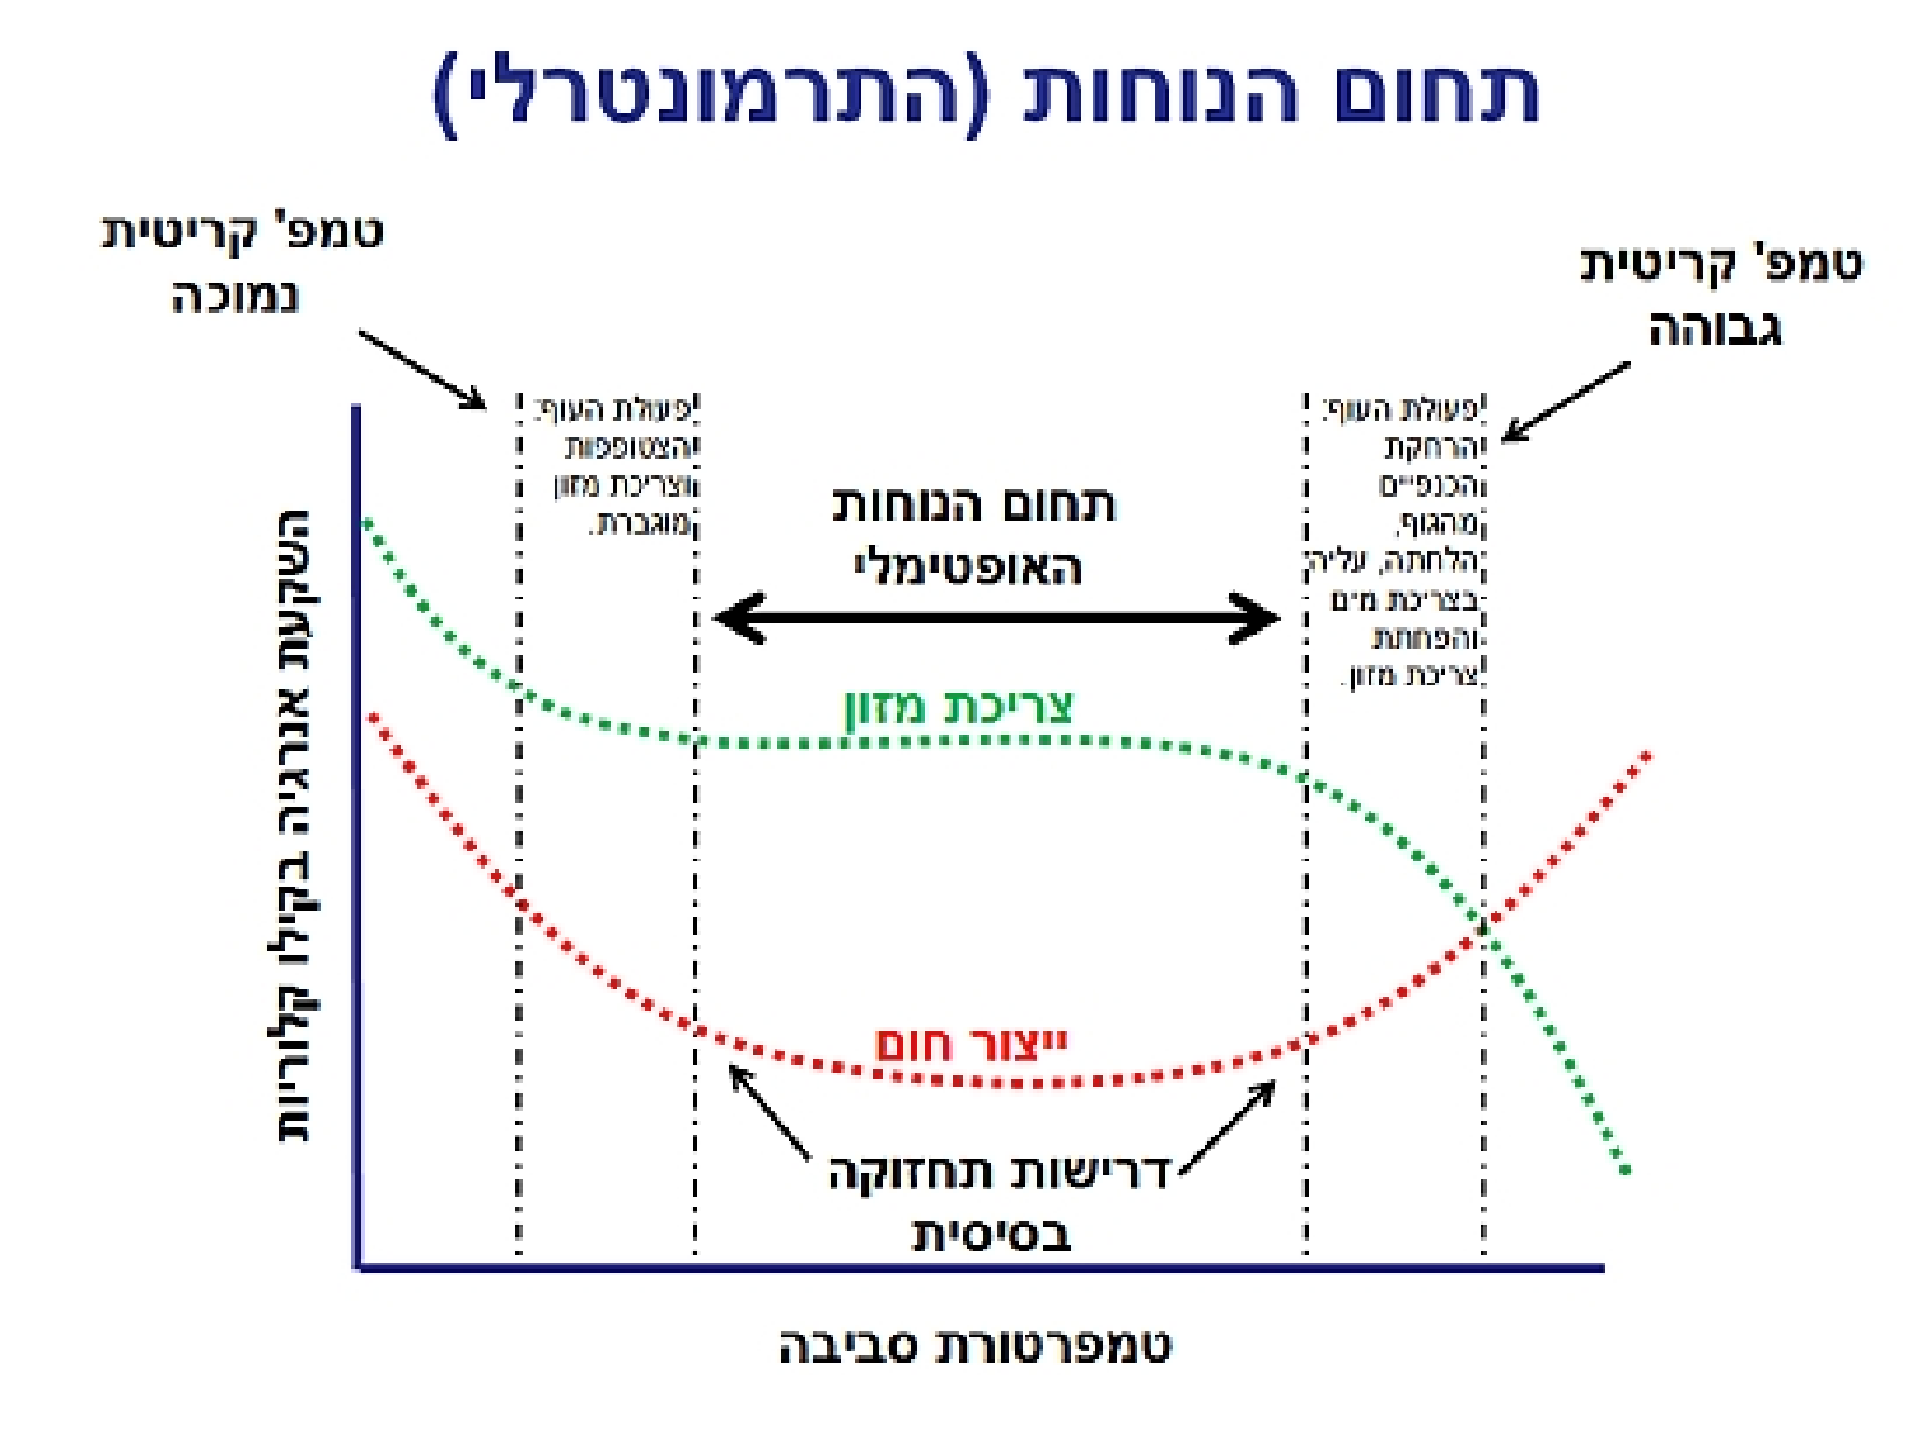 תחום הנוחות (התרמונטרלי)
טמפ' קריטית
נמוכה
טמפ' קריטית
גבוהה
פעולת העוף:
הצטופפות
וצריכת מזון
מוגברת.
פעולת העוף:
הרחקת
הכנפיים
מהגוף,
הלחתה, עליה
בצריכת מים
והפחתת
צריכת מזון.
תחום הנוחות
האופטימלי
צריכת מזון
ייצור חום
דרישות תחזוקה
בסיסית
השקעת אנרגיה בקילו קלוריות
טמפרטורת סביבה